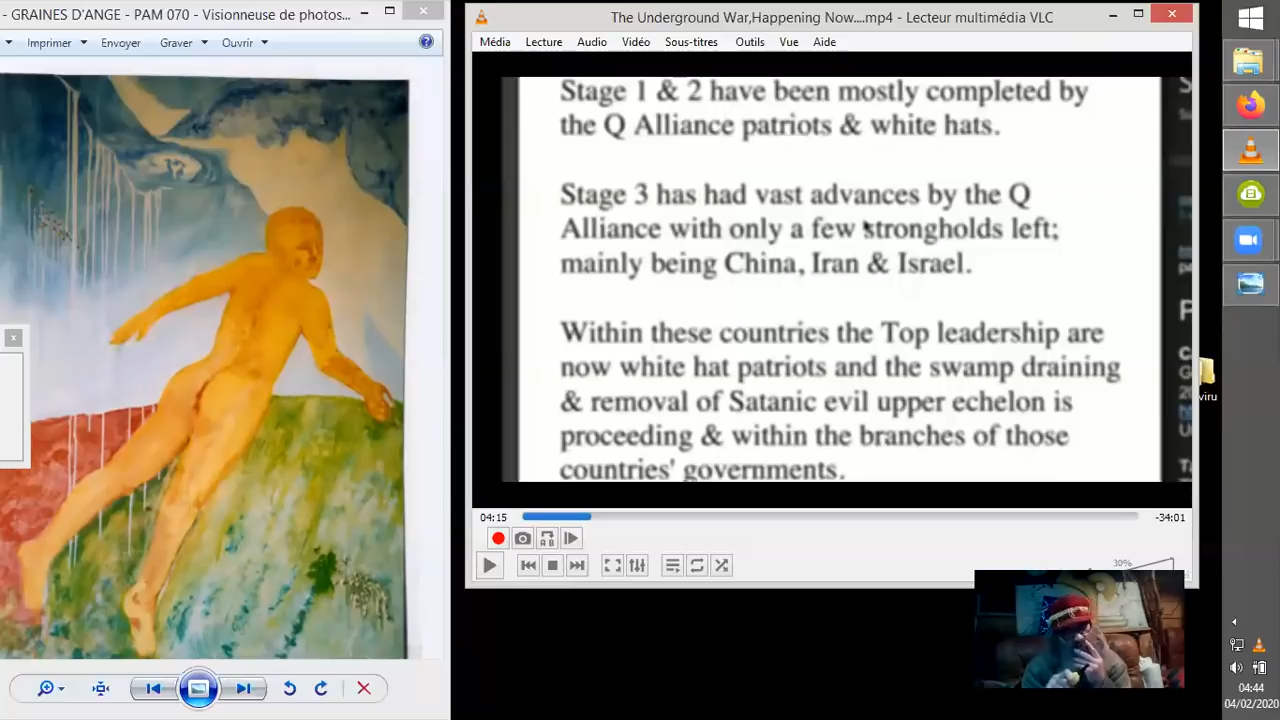 GRAINES D'ANGE - PAM 070 - Visionneuse de photos...
Imprimer Envoyer Graver Ouvrir
The Underground War,Happening Now....mp4 - Lecteur multimédia VLC
Média Lecture Audio Vidéo Sous-titres Outils Vue Aide
Stage 1 & 2 have been mostly completed by
the Q Alliance patriots & white hats.
Stage 3 has had vast advances by the Q
Alliance with only a few strongholds left;
mainly being China, Iran & Israel.
Within these countries the Top leadership are
now white hat patriots and the swamp draining
& removal of Satanic evil upper echelon is
proceeding & within the branches of those
countries' governments.
04:15
-34:01
30%
viru
04:44
04/02/2020